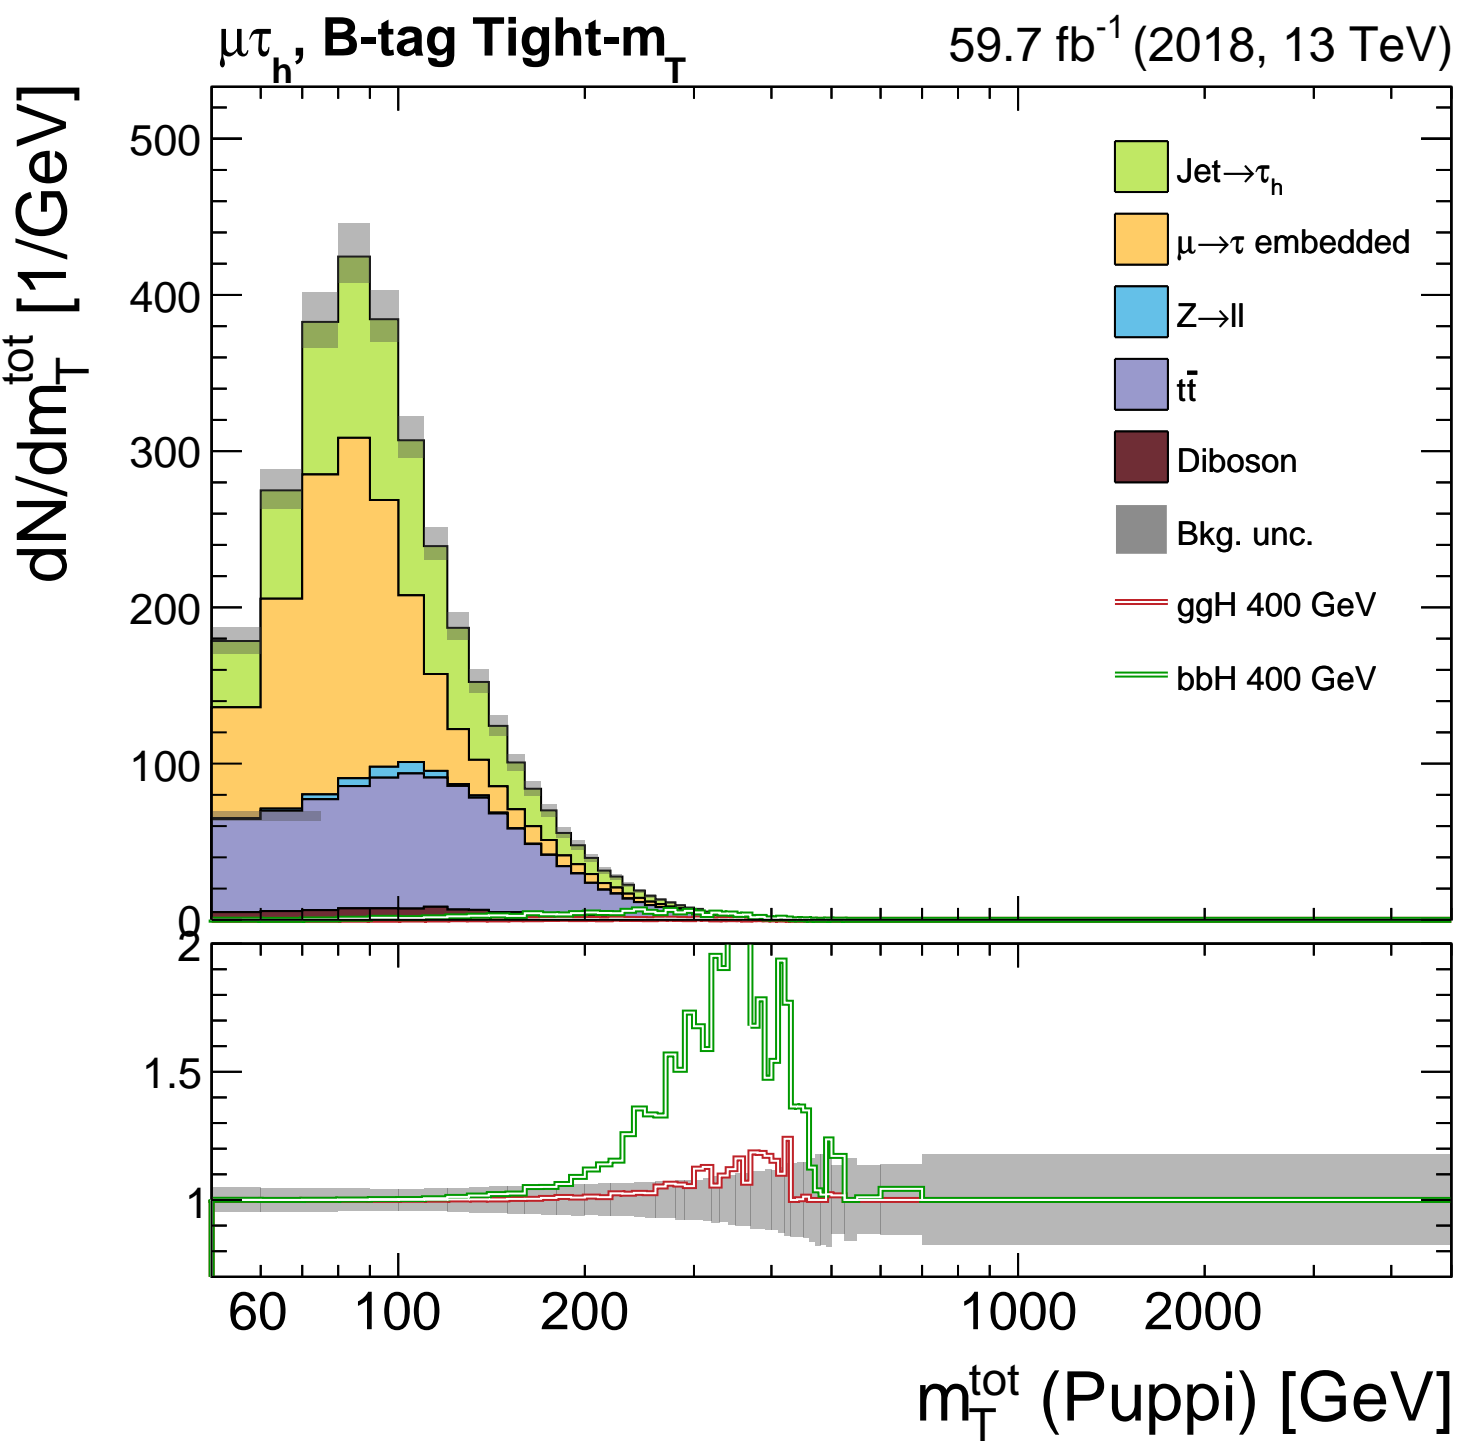 μτh, B-tag Tight-mT
59.7 fb-1 (2018, 13 TeV)
dN/dmTtot [1/GeV]
500
400
300
200
100
0
Jet→τh
μ→τ embedded
Z→ll
tt̄
Diboson
Bkg. unc.
ggH 400 GeV
bbH 400 GeV
2
1.5
1
60 100 200 1000 2000
mTtot (Puppi) [GeV]